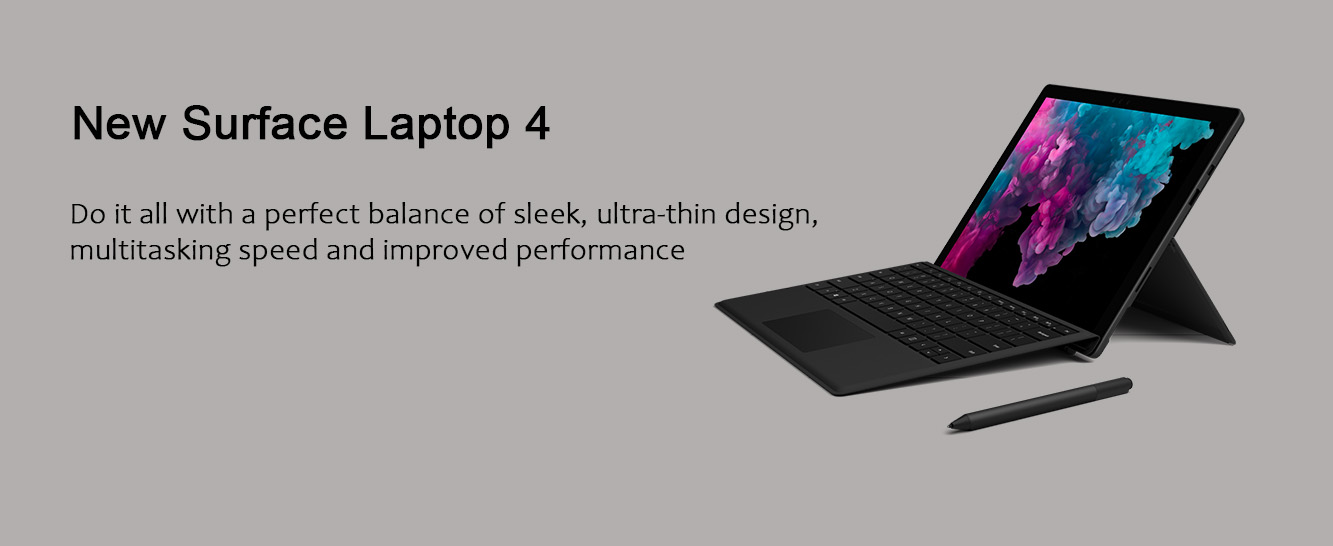 New Surface Laptop 4
Do it all with a perfect balance of sleek, ultra-thin design,
multitasking speed and improved performance